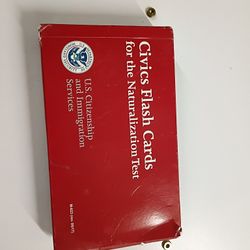 Civics Flash Cards
for the Naturalization Test
U.S. Citizenship
and Immigration
Services